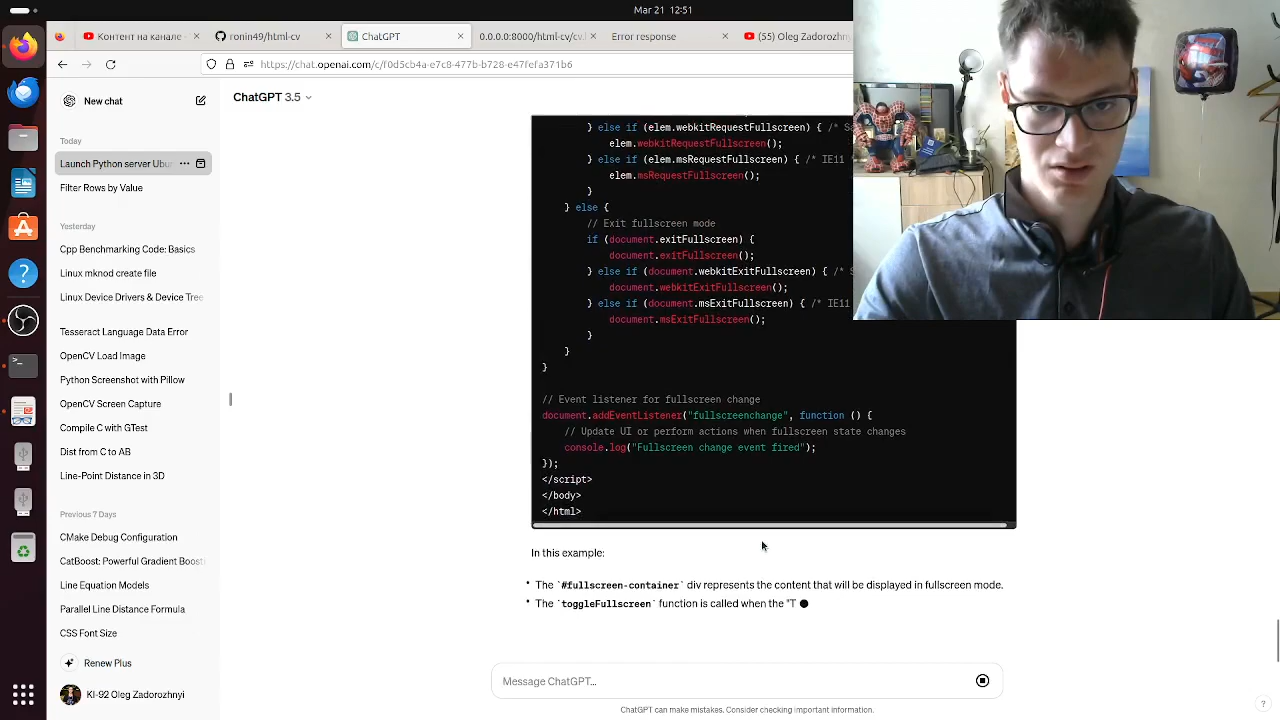 Mar 21 12:51
Контент на канале -
ronin49/html-cv
ChatGPT
0.0.0.0:8000/html-cv/cv.l
Error response
(55) Oleg Zadorozhny
https://chat.openai.com/c/f0d5cb4a-e7c8-477b-b728-e47fefa371b6
New chat
ChatGPT 3.5
Today
Launch Python server Ubur
Filter Rows by Value
Yesterday
Cpp Benchmarking Code: Basics
Linux mknod create file
Linux Device Drivers & Device Tree
Tesseract Language Data Error
OpenCV Load Image
Python Screenshot with Pillow
OpenCV Screen Capture
Compile C with GTest
Dist from 2D AB
Line-Point Distance in 3D
Previous 7 Days
CMake Debug Configuration
CatBoost: Powerful Gradient Boosti
Line Equation Models
Parallel Line Distance Formula
CSS Font Size
Renew Plus
KI-92 Oleg Zadorozhnyi
} else if (elem.webkitRequestFullscreen) { /* Sa
elem.webkitRequestFullscreen();
} else if (elem.msRequestFullscreen) { /* IE11 *
elem.msRequestFullscreen();
}
} else {
// Exit fullscreen mode
if (document.exitFullscreen) {
document.exitFullscreen();
} else if (document.webkitExitFullscreen) { /* S
document.webkitExitFullscreen();
} else if (document.msExitFullscreen) { /* IE11
document.msExitFullscreen();
}
}
}
// Event listener for fullscreen change
document.addEventListener("fullscreenchange", function () {
// Update UI or perform actions when fullscreen state changes
console.log("Fullscreen change event fired");
});
</script>
</body>
</html>
In this example:
• The `#fullscreen-container` div represents the content that will be displayed in fullscreen mode.
• The `toggleFullscreen` function is called when the "T
Message ChatGPT...
ChatGPT can make mistakes. Consider checking important information.
?